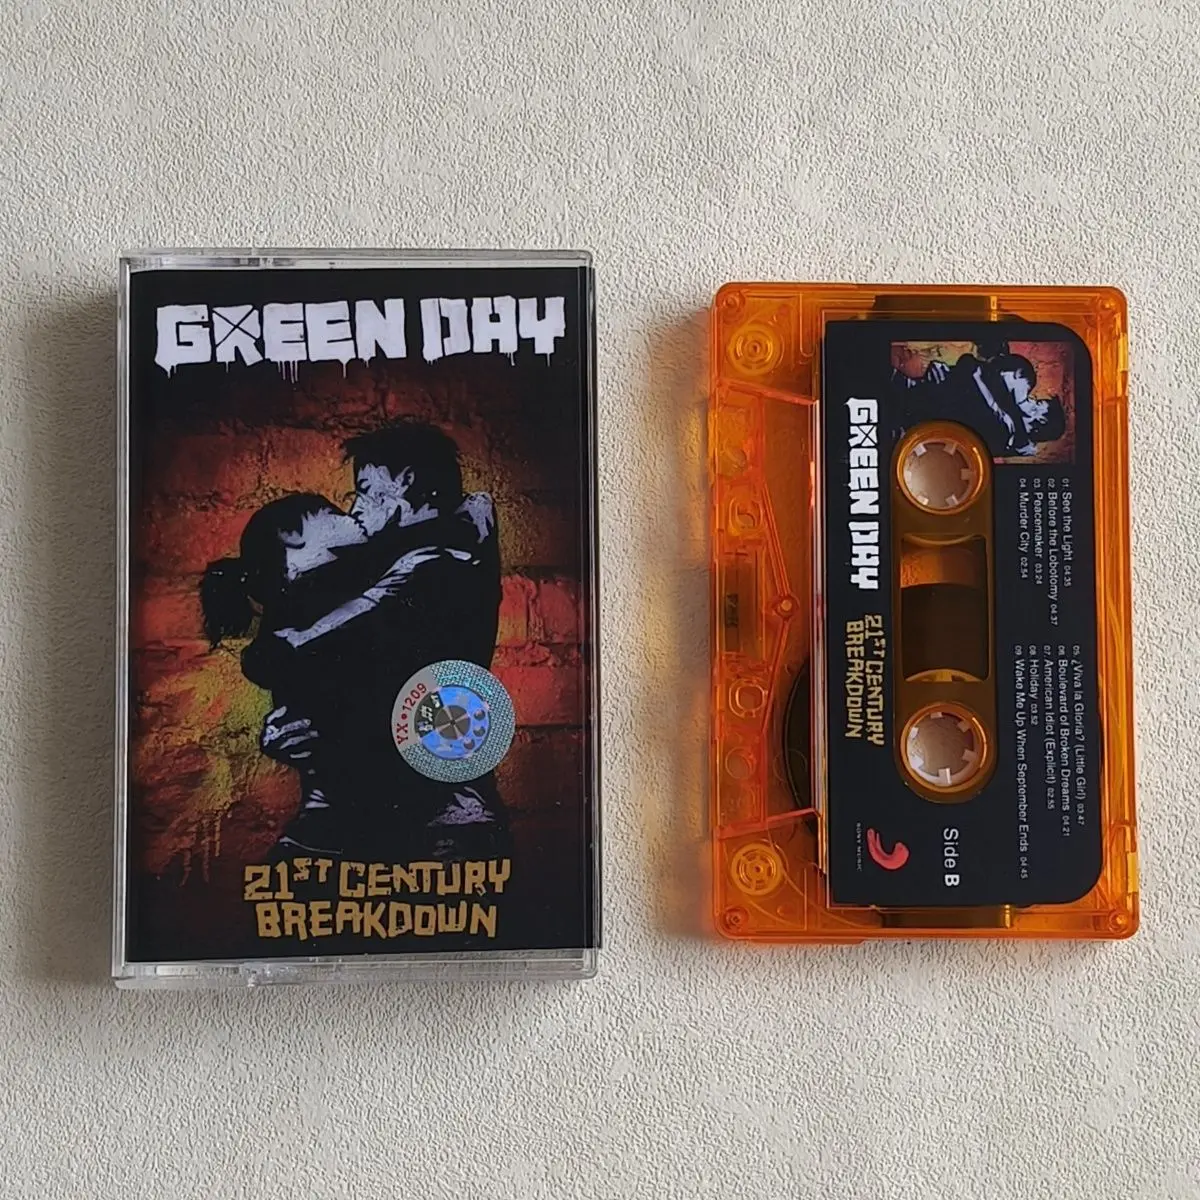 GREEN DAY
YX•1209
21ST CENTURY
BREAKDOWN
GREEN DAY
21ST CENTURY
BREAKDOWN
01 See the Light 04:35
02 Before the Lobotomy 04:37
03 Peacemaker 03:24
04 Murder City 02:54
05 ¿Viva la Gloria? (Little Girl) 03:47
06 Boulevard of Broken Dreams 04:21
07 American Idiot (Explicit) 02:55
08 Holiday 03:52
09 Wake Me Up When September Ends 04:45
Side B
SONY MUSIC